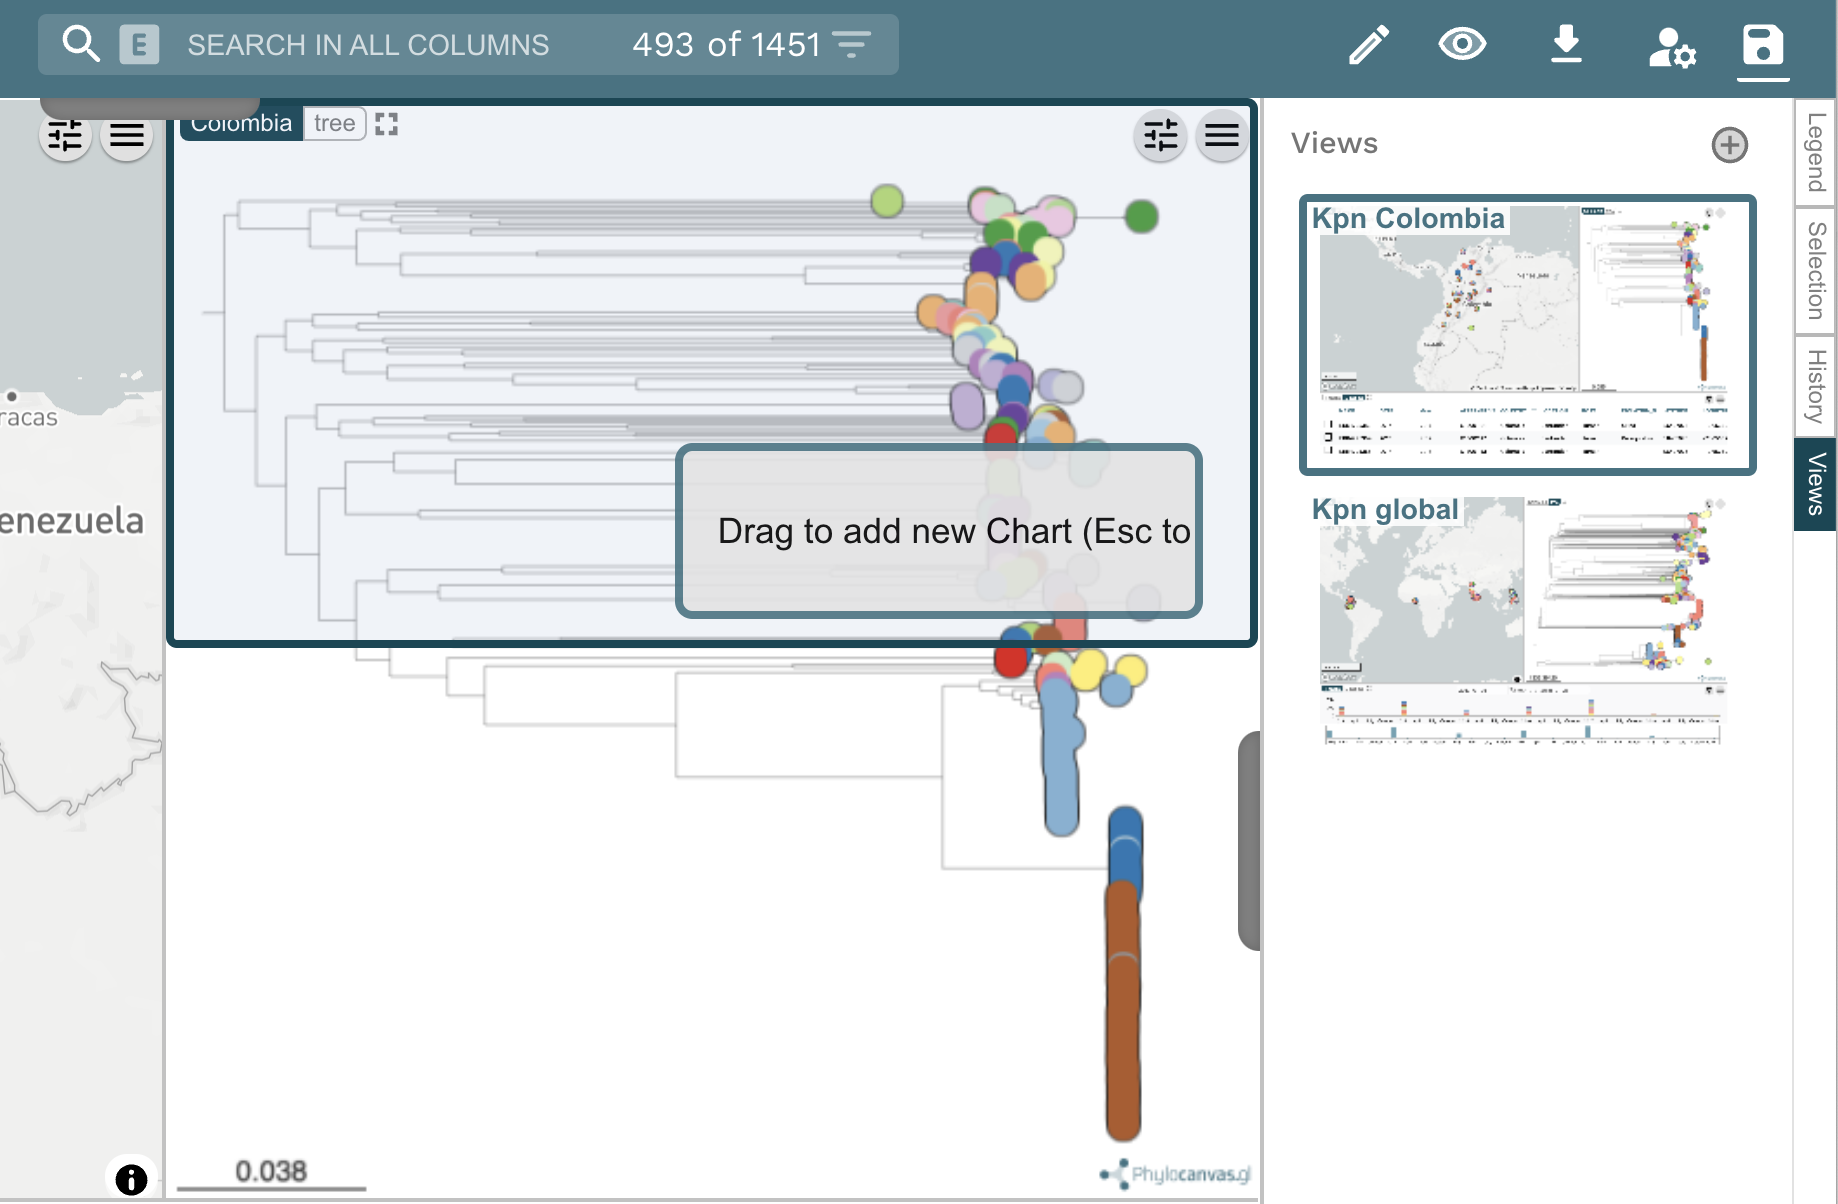 E SEARCH IN ALL COLUMNS 493 of 1451
Colombia tree
racas
enezuela
Drag to add new Chart (Esc to
0.038
Phylocanvas.gl
Views
Kpn Colombia
Kpn global
Legend
Selection
History
Views